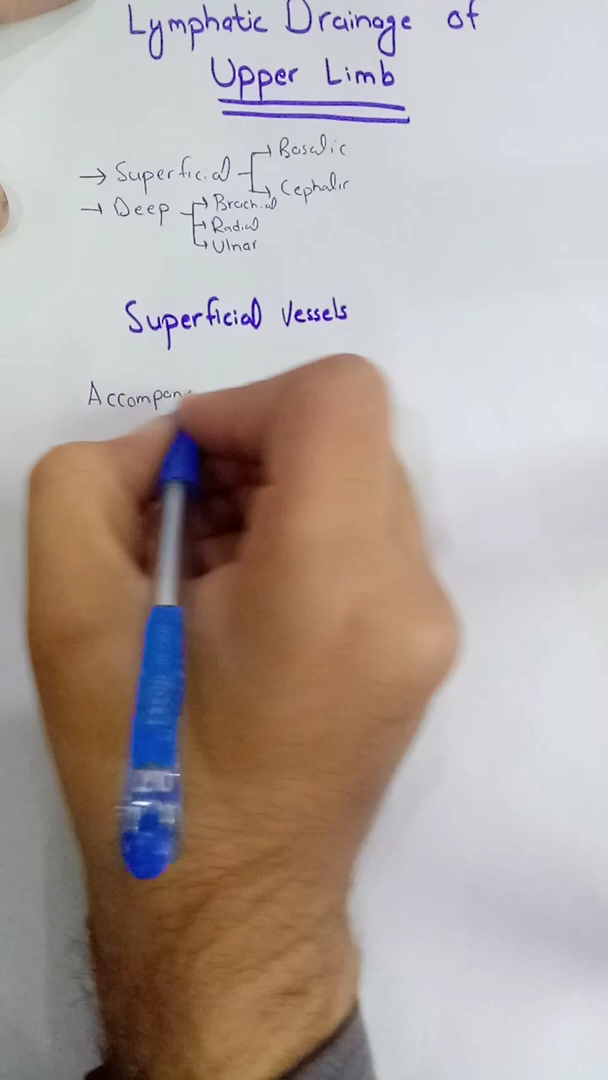 Lymphatic Drainage of
Upper Limb
→ Superficial → Basalic
→ Cephalic
→ Deep → Brachial
→ Radial
→ Ulnar
Superficial Vessels
Accompan